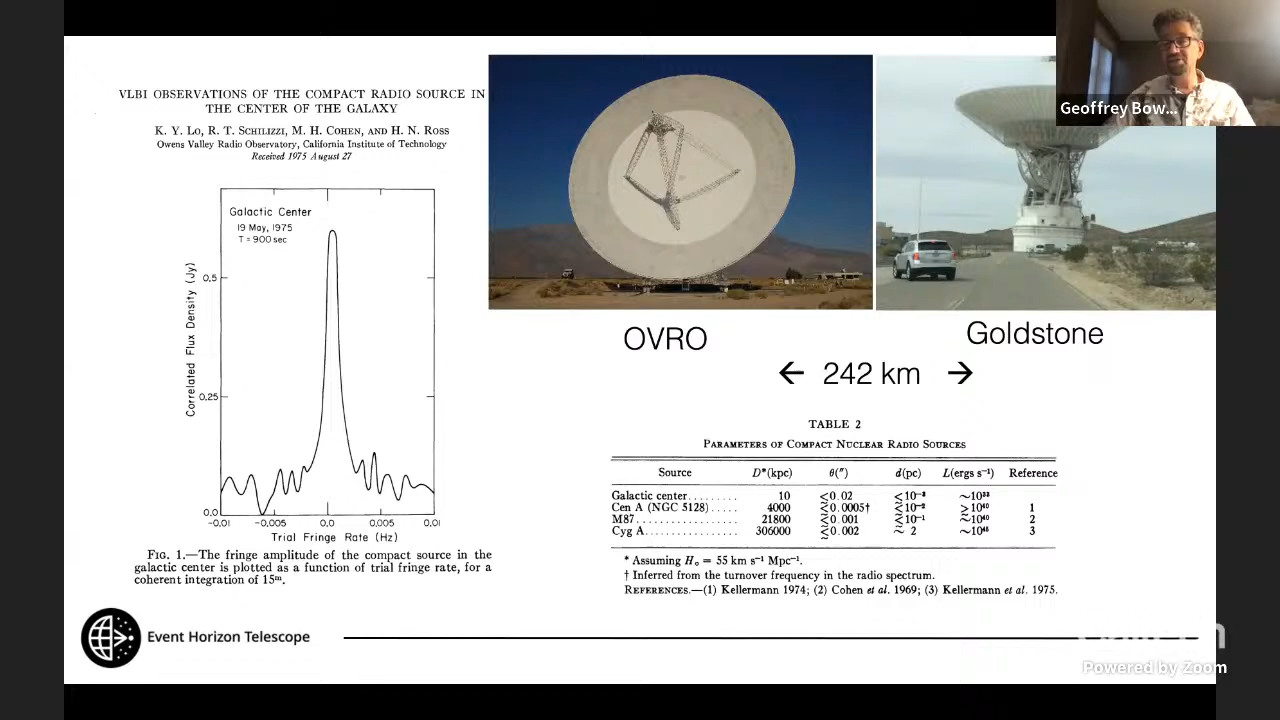 VLBI OBSERVATIONS OF THE COMPACT RADIO SOURCE IN
THE CENTER OF THE GALAXY
K. Y. LO, R. T. SCHILIZZI, M. H. COHEN, AND H. N. ROSS
Owens Valley Radio Observatory, California Institute of Technology
Received 1975 August 27
Galactic Center
19 May, 1975
T = 900 sec
Correlated Flux Density (Jy)
0.5
0.25
0.0
-0.01 -0.005 0.0 0.005 0.01
Trial Fringe Rate (Hz)
FIG. 1.—The fringe amplitude of the compact source in the
galactic center is plotted as a function of trial fringe rate, for a
coherent integration of 15ᵐ.
Geoffrey Bow...
OVRO
Goldstone
← 242 km →
TABLE 2
PARAMETERS OF COMPACT NUCLEAR RADIO SOURCES
Source D*(kpc) θ(″) d(pc) L(ergs s⁻¹) Reference
Galactic center......... 10 ≲0.02 ≲10⁻³ ~10³³
Cen A (NGC 5128)..... 4000 ≲0.0005† ≲10⁻² ≳10⁴⁰ 1
M87................. 21800 ≲0.001 ≲10⁻¹ ~10⁴⁰ 2
Cyg A................ 306000 ≲0.002 ~ 2 3
* Assuming H₀ = 55 km s⁻¹ Mpc⁻¹.
† Inferred from the turnover frequency in the radio spectrum.
REFERENCES.—(1) Kellermann 1974; (2) Cohen et al. 1969; (3) Kellermann et al. 1975.
Event Horizon Telescope
Powered by Zoom